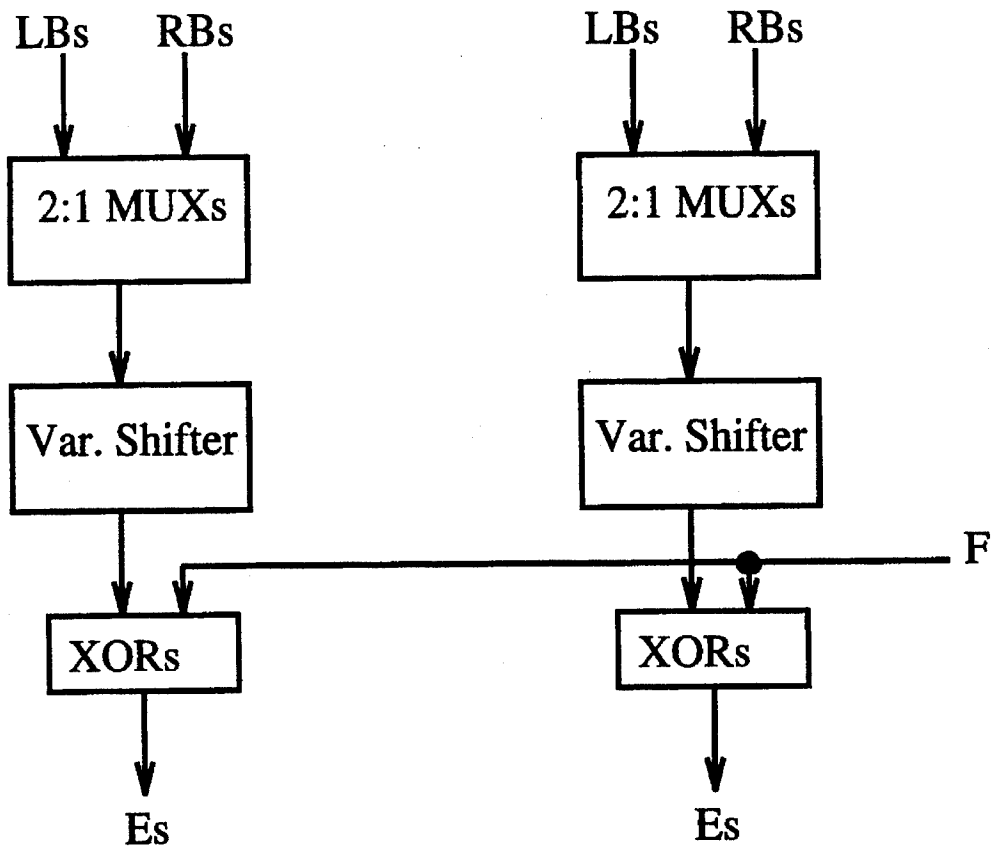 LBs RBs
LBs RBs
2:1 MUXs
2:1 MUXs
Var. Shifter
Var. Shifter
F
XORs
XORs
Es
Es